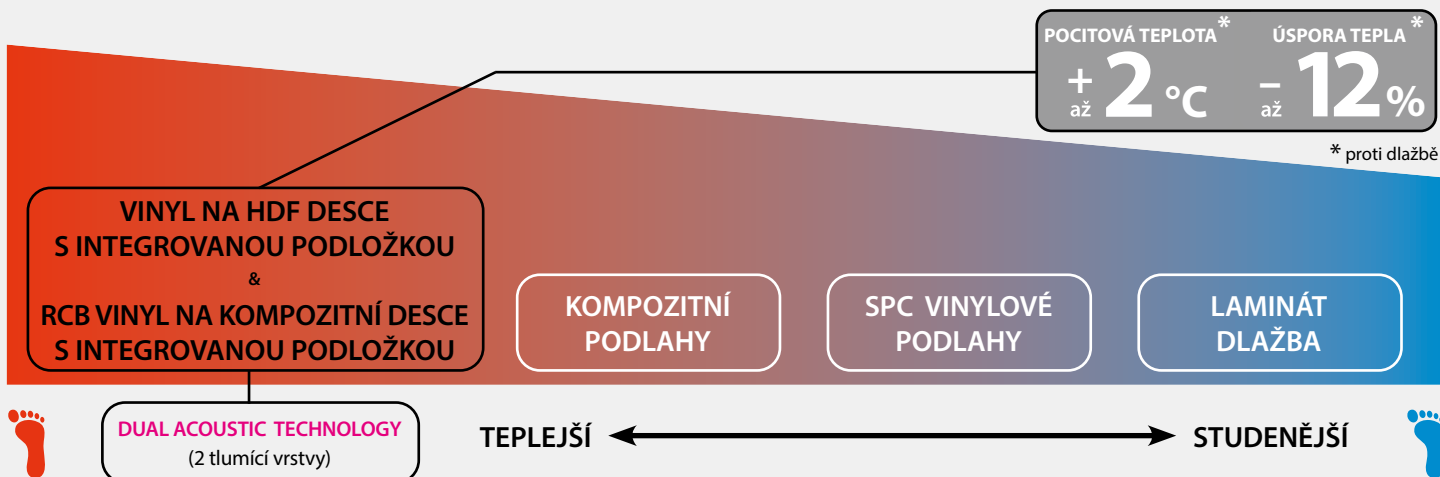 POCITOVÁ TEPLOTA*
+ až 2 °C
ÚSPORA TEPLA *
– až 12 %
* proti dlažbě
VINYL NA HDF DESCE
S INTEGROVANOU PODLOŽKOU
&
RCB VINYL NA KOMPOZITNÍ DESCE
S INTEGROVANOU PODLOŽKOU
KOMPOZITNÍ
PODLAHY
SPC VINYLOVÉ
PODLAHY
LAMINÁT
DLAŽBA
DUAL ACOUSTIC TECHNOLOGY
(2 tlumící vrstvy)
TEPLEJŠÍ
STUDENĚJŠÍ